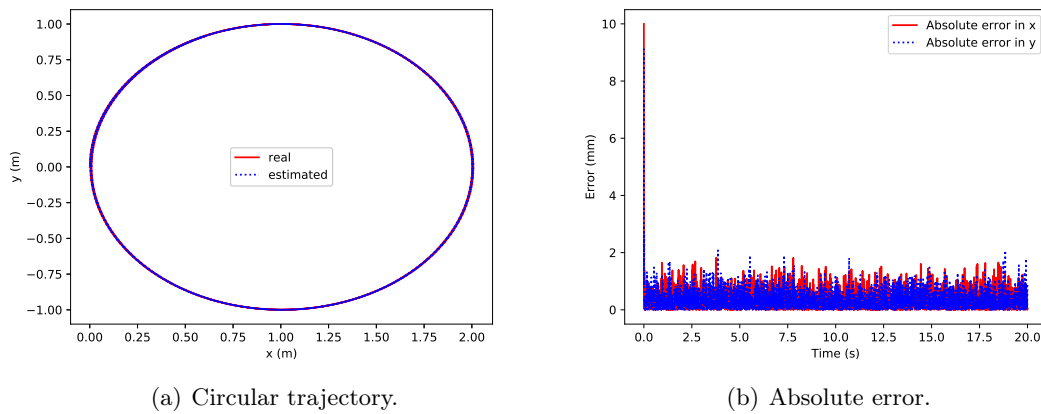 1.00
0.75
0.50
0.25
0.00
−0.25
−0.50
−0.75
−1.00
y (m)
real
estimated
0.00 0.25 0.50 0.75 1.00 1.25 1.50 1.75 2.00
x (m)
(a) Circular trajectory.
10
8
6
4
2
0
Error (mm)
Absolute error in x
Absolute error in y
0.0 2.5 5.0 7.5 10.0 12.5 15.0 17.5 20.0
Time (s)
(b) Absolute error.